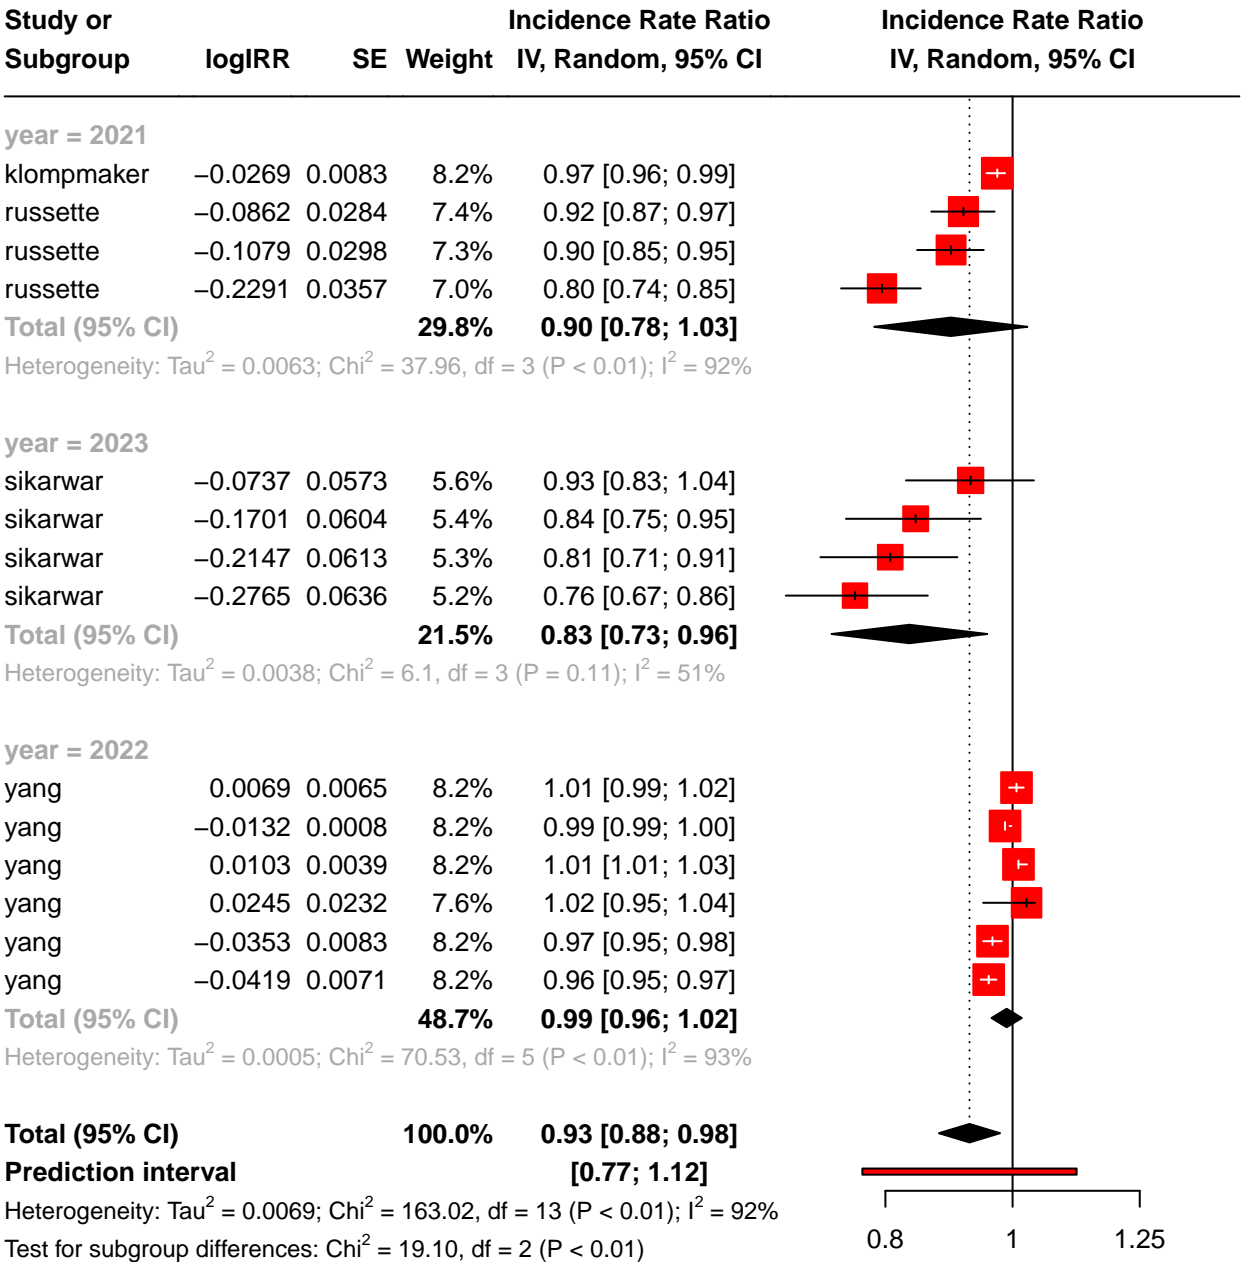 Study or Incidence Rate Ratio Incidence Rate Ratio
Subgroup logIRR SE Weight IV, Random, 95% CI IV, Random, 95% CI
year = 2021
klompmaker −0.0269 0.0083 8.2% 0.97 [0.96; 0.99]
russette −0.0862 0.0284 7.4% 0.92 [0.87; 0.97]
russette −0.1079 0.0298 7.3% 0.90 [0.85; 0.95]
russette −0.2291 0.0357 7.0% 0.80 [0.74; 0.85]
Total (95% CI) 29.8% 0.90 [0.78; 1.03]
Heterogeneity: Tau² = 0.0063; Chi² = 37.96, df = 3 (P < 0.01); I² = 92%
year = 2023
sikarwar −0.0737 0.0573 5.6% 0.93 [0.83; 1.04]
sikarwar −0.1701 0.0604 5.4% 0.84 [0.75; 0.95]
sikarwar −0.2147 0.0613 5.3% 0.81 [0.71; 0.91]
sikarwar −0.2765 0.0636 5.2% 0.76 [0.67; 0.86]
Total (95% CI) 21.5% 0.83 [0.73; 0.96]
Heterogeneity: Tau² = 0.0038; Chi² = 6.1, df = 3 (P = 0.11); I² = 51%
year = 2022
yang 0.0069 0.0065 8.2% 1.01 [0.99; 1.02]
yang −0.0132 0.0008 8.2% 0.99 [0.99; 1.00]
yang 0.0103 0.0039 8.2% 1.01 [1.01; 1.03]
yang 0.0245 0.0232 7.6% 1.02 [0.95; 1.04]
yang −0.0353 0.0083 8.2% 0.97 [0.95; 0.98]
yang −0.0419 0.0071 8.2% 0.96 [0.95; 0.97]
Total (95% CI) 48.7% 0.99 [0.96; 1.02]
Heterogeneity: Tau² = 0.0005; Chi² = 70.53, df = 5 (P < 0.01); I² = 93%
Total (95% CI) 100.0% 0.93 [0.88; 0.98]
Prediction interval [0.77; 1.12]
Heterogeneity: Tau² = 0.0069; Chi² = 163.02, df = 13 (P < 0.01); I² = 92%
Test for subgroup differences: Chi² = 19.10, df = 2 (P < 0.01)
0.8 1 1.25